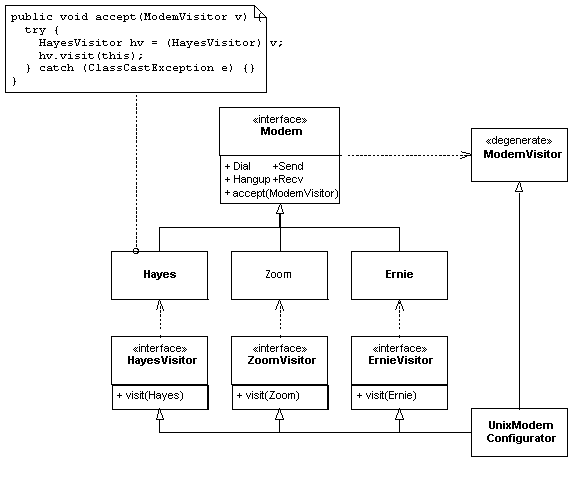 public void accept(ModemVisitor v) {
try {
HayesVisitor hv = (HayesVisitor) v;
hv.visit(this);
} catch (ClassCastException e) {}
}
«interface»
Modem
+ Dial +Send
+ Hangup +Recv
+ accept(ModemVisitor)
«degenerate»
ModemVisitor
Hayes
Zoom
Ernie
«interface»
HayesVisitor
+ visit(Hayes)
«interface»
ZoomVisitor
+ visit(Zoom)
«interface»
ErnieVisitor
+ visit(Ernie)
UnixModem
Configurator